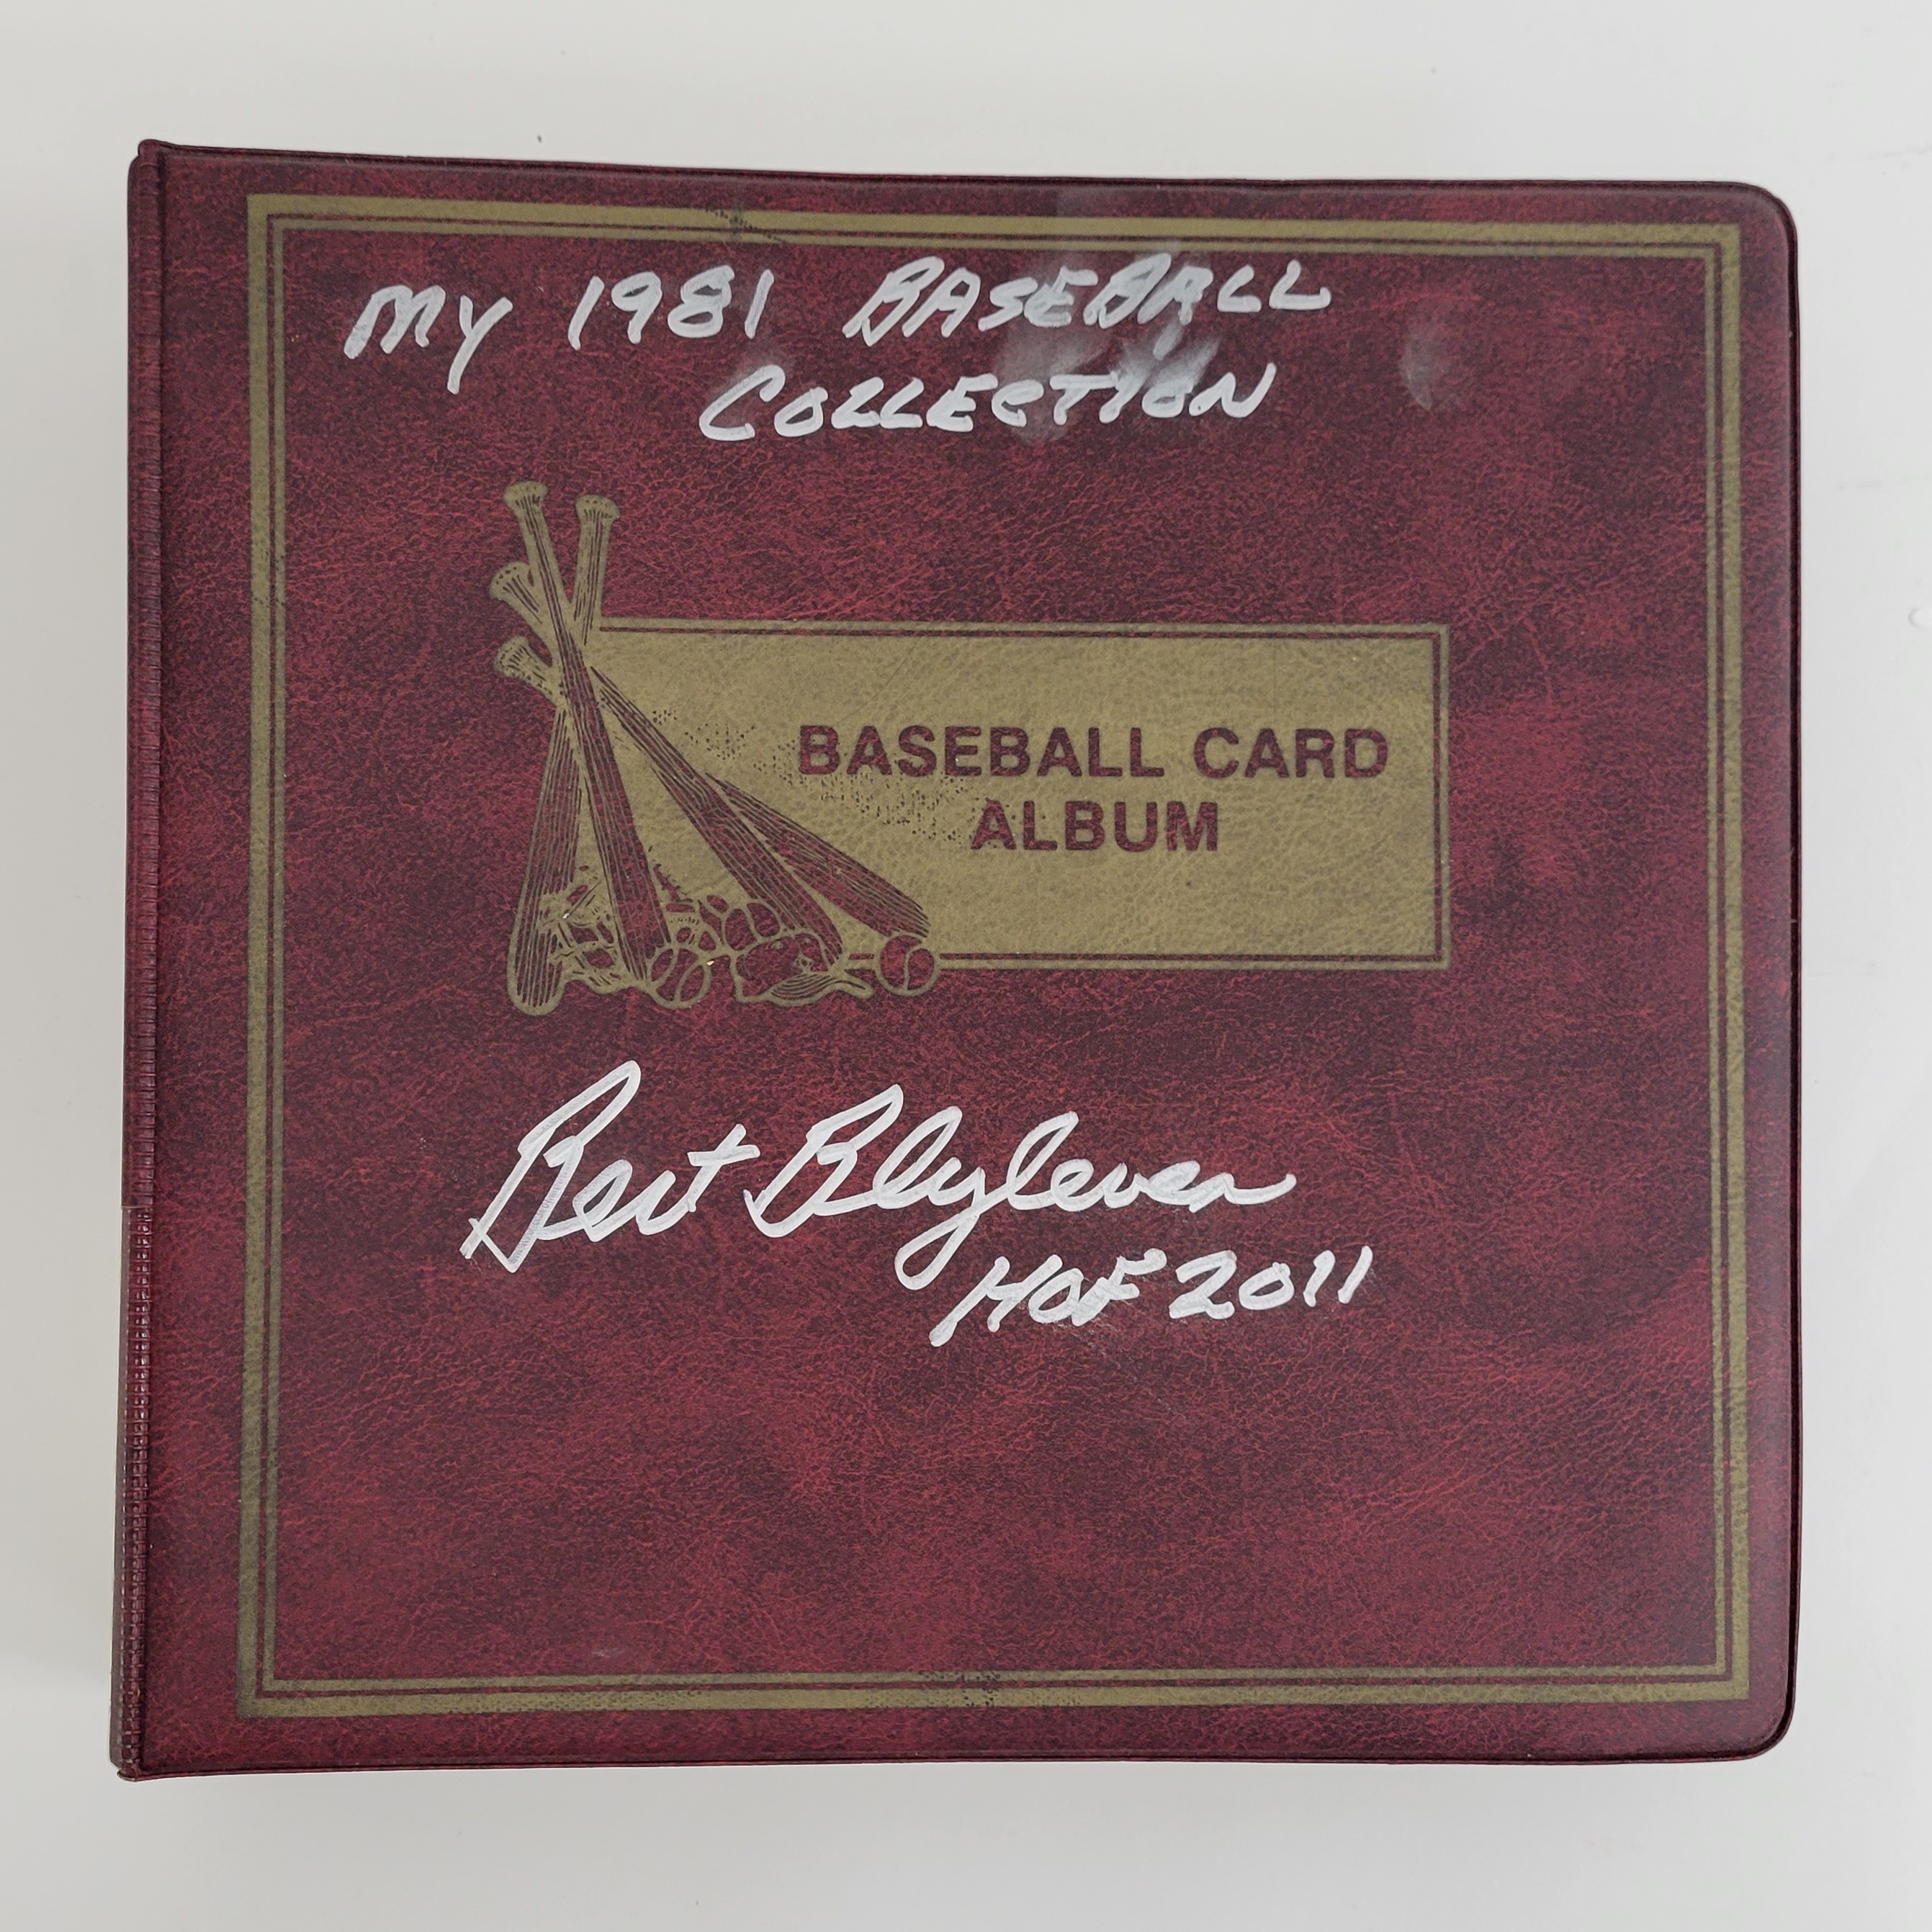 My 1981 BASEBALL
COLLECTION
BASEBALL CARD
ALBUM
Bert Blyleven
HOF 2011